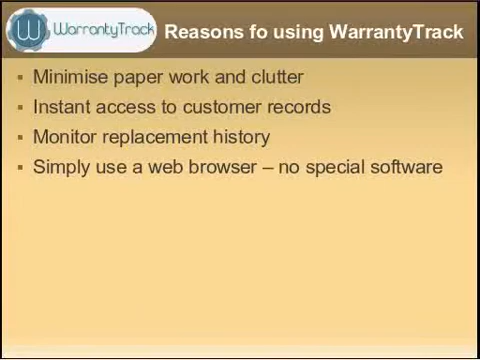 W WarrantyTrack Reasons fo using WarrantyTrack
Minimise paper work and clutter
Instant access to customer records
Monitor replacement history
Simply use a web browser – no special software